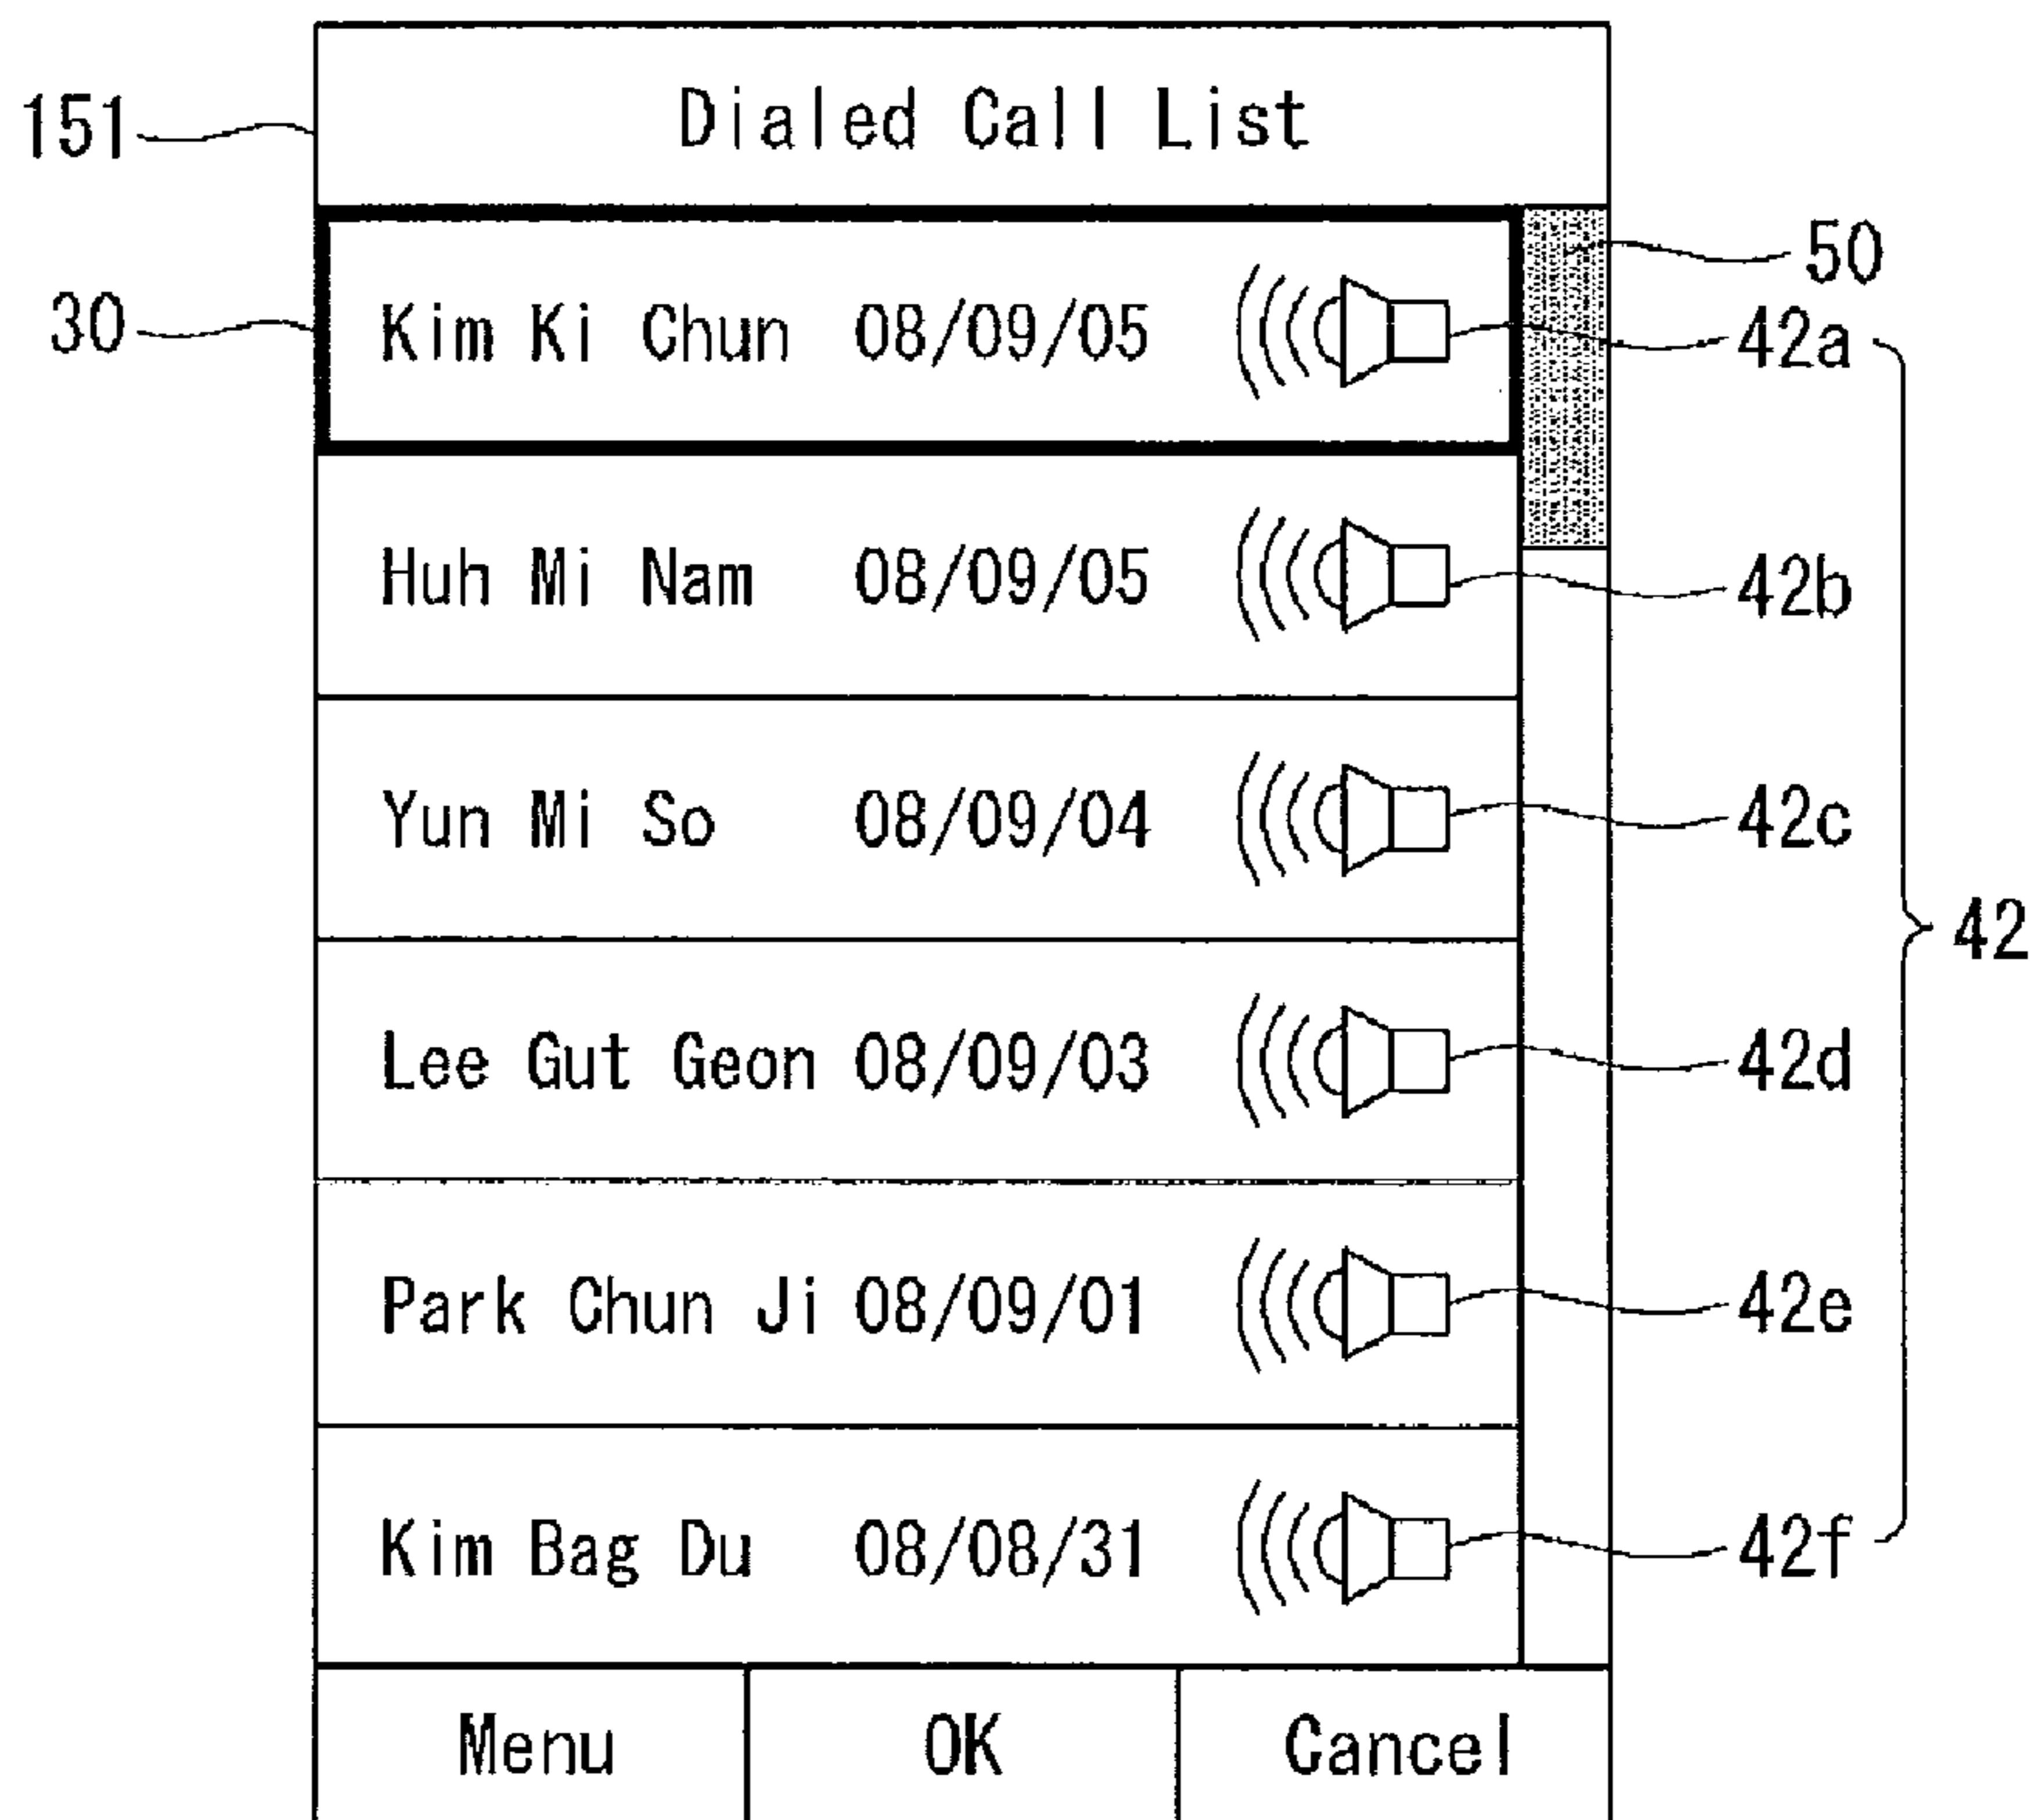 151
Dialed Call List
50
30
Kim Ki Chun 08/09/05
42a
Huh Mi Nam 08/09/05
42b
Yun Mi So 08/09/04
42c
42
Lee Gut Geon 08/09/03
42d
Park Chun Ji 08/09/01
42e
Kim Bag Du 08/08/31
42f
Menu OK Cancel